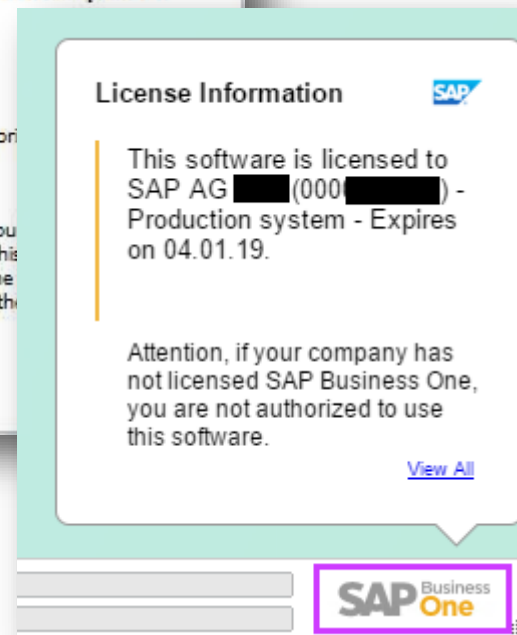 License Information SAP
This software is licensed to
SAP AG (000 ) -
Production system - Expires
on 04.01.19.
Attention, if your company has
not licensed SAP Business One,
you are not authorized to use
this software.
View All
SAP Business
One